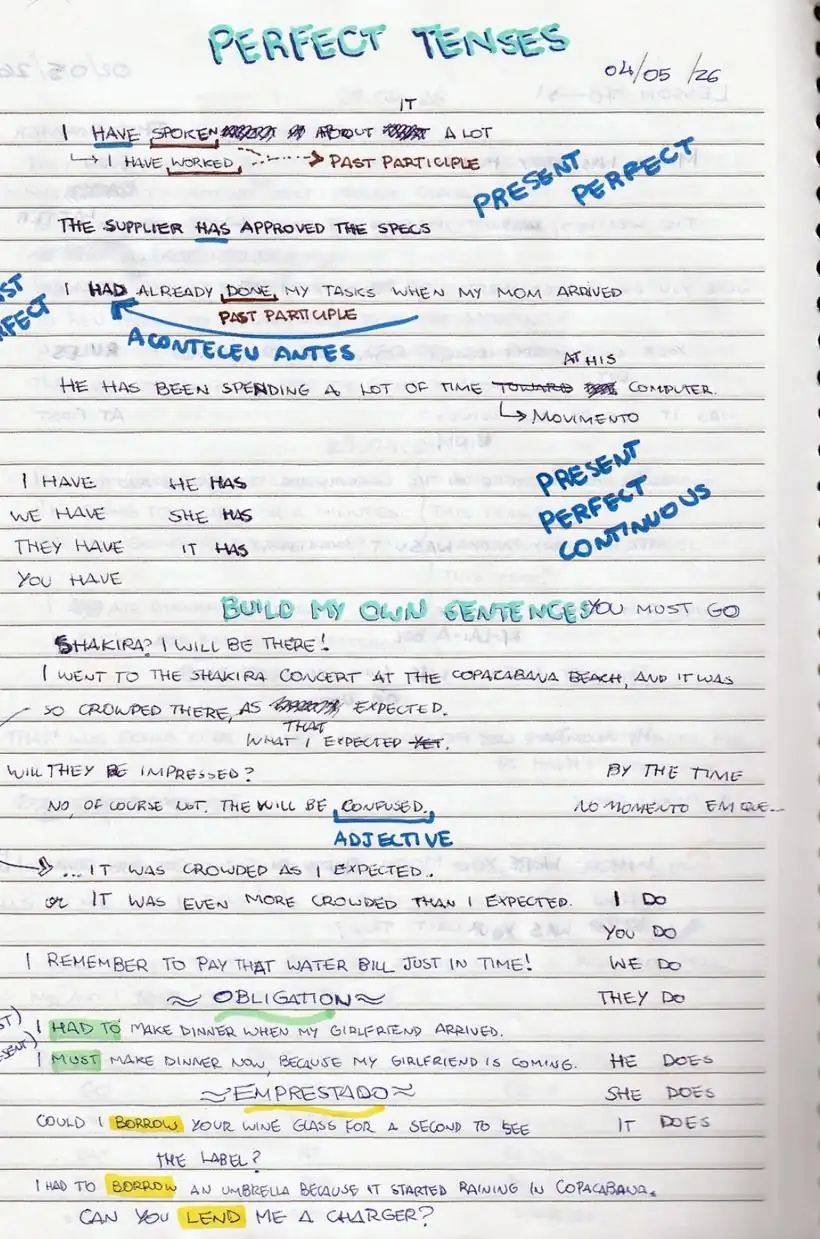 PERFECT TENSES
04/05/26
IT
I HAVE SPOKEN ABOUT A LOT
I HAVE WORKED PAST PARTICIPLE
PRESENT PERFECT
THE SUPPLIER HAS APPROVED THE SPECS
I HAD ALREADY DONE MY TASKS WHEN MY MOM ARRIVED
PAST PARTICIPLE
ACONTECEU ANTES
AT HIS
HE HAS BEEN SPENDING A LOT OF TIME TOWARD COMPUTER.
MOVIMENTO
PRESENT
PERFECT
CONTINUOUS
I HAVE HE HAS
WE HAVE SHE HAS
THEY HAVE IT HAS
YOU HAVE
BUILD MY OWN SENTENCES YOU MUST GO
SHAKIRA? I WILL BE THERE!
I WENT TO THE SHAKIRA CONCERT AT THE COPACABANA BEACH, AND IT WAS
SO CROWDED THERE, AS EXPECTED.
THAT
WHAT I EXPECTED YET.
WILL THEY BE IMPRESSED? BY THE TIME
NO, OF COURSE NOT. THE WILL BE CONFUSED. NO MOMENTO EM QUE...
ADJECTIVE
... IT WAS CROWDED AS I EXPECTED..
or IT WAS EVEN MORE CROWDED THAN I EXPECTED. I DO
YOU DO
I REMEMBER TO PAY THAT WATER BILL JUST IN TIME! WE DO
~ OBLIGATION ~ THEY DO
I HAD TO MAKE DINNER WHEN MY GIRLFRIEND ARRIVED.
I MUST MAKE DINNER NOW, BECAUSE MY GIRLFRIEND IS COMING. HE DOES
~ EMPRESTADO ~ SHE DOES
COULD I BORROW YOUR WINE GLASS FOR A SECOND TO SEE IT DOES
THE LABEL?
I HAD TO BORROW AN UMBRELLA BECAUSE IT STARTED RAINING IN COPACABANA.
CAN YOU LEND ME A CHARGER?